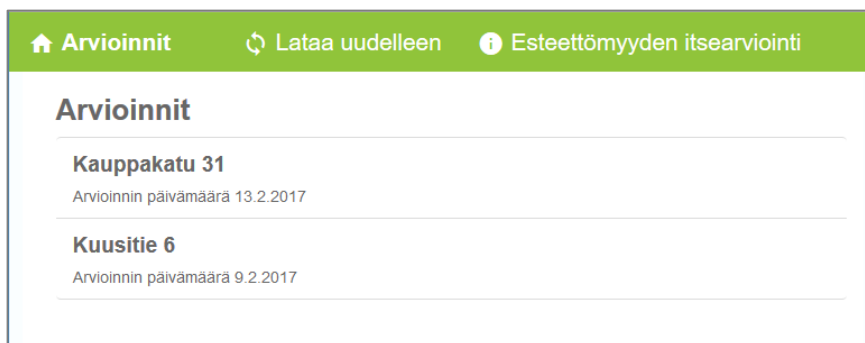 Arvioinnit Lataa uudelleen Esteettömyyden itsearviointi
Arvioinnit
Kauppakatu 31
Arvioinnin päivämäärä 13.2.2017
Kuusitie 6
Arvioinnin päivämäärä 9.2.2017